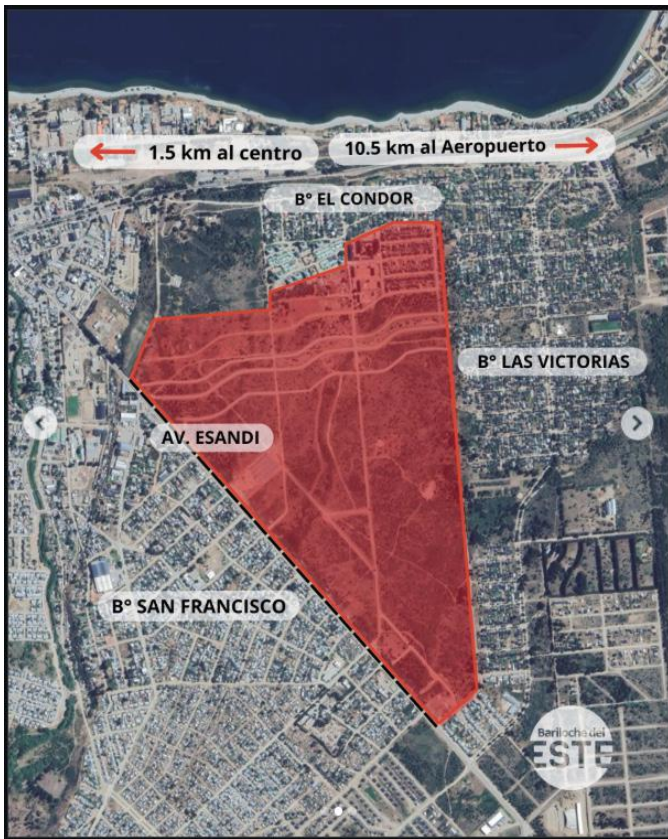 1.5 km al centro
10.5 km al Aeropuerto
B° EL CONDOR
B° LAS VICTORIAS
AV. ESANDI
B° SAN FRANCISCO
Bariloche del
ESTE